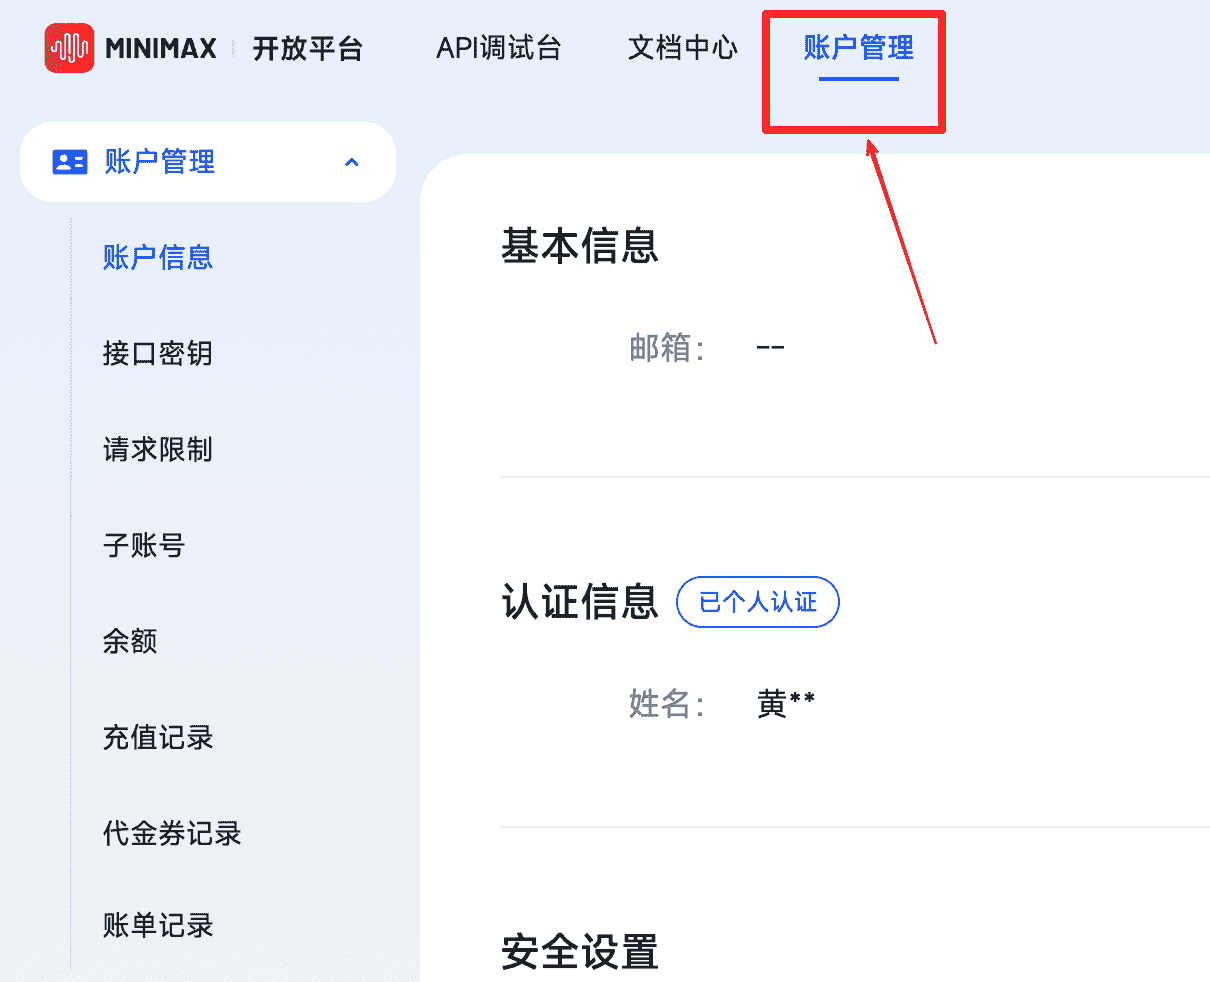 MINIMAX 开放平台 API调试台 文档中心 账户管理
账户管理
账户信息
接口密钥
请求限制
子账号
余额
充值记录
代金券记录
账单记录
基本信息
邮箱： --
认证信息 已个人认证
姓名： 黄**
安全设置